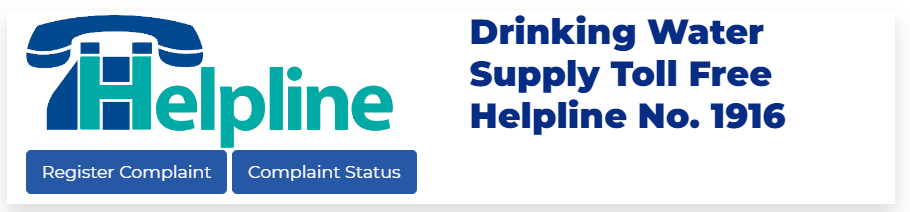 Helpline
Drinking Water
Supply Toll Free
Helpline No. 1916
Register Complaint
Complaint Status